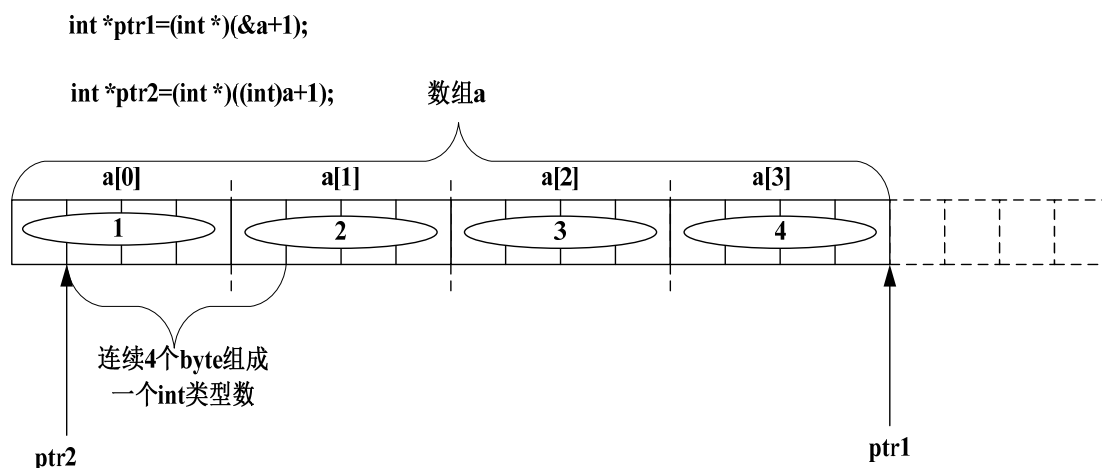 int *ptr1=(int *)(&a+1);
int *ptr2=(int *)((int)a+1);
数组a
a[0] a[1] a[2] a[3]
1 2 3 4
连续4个byte组成
一个int类型数
ptr2
ptr1